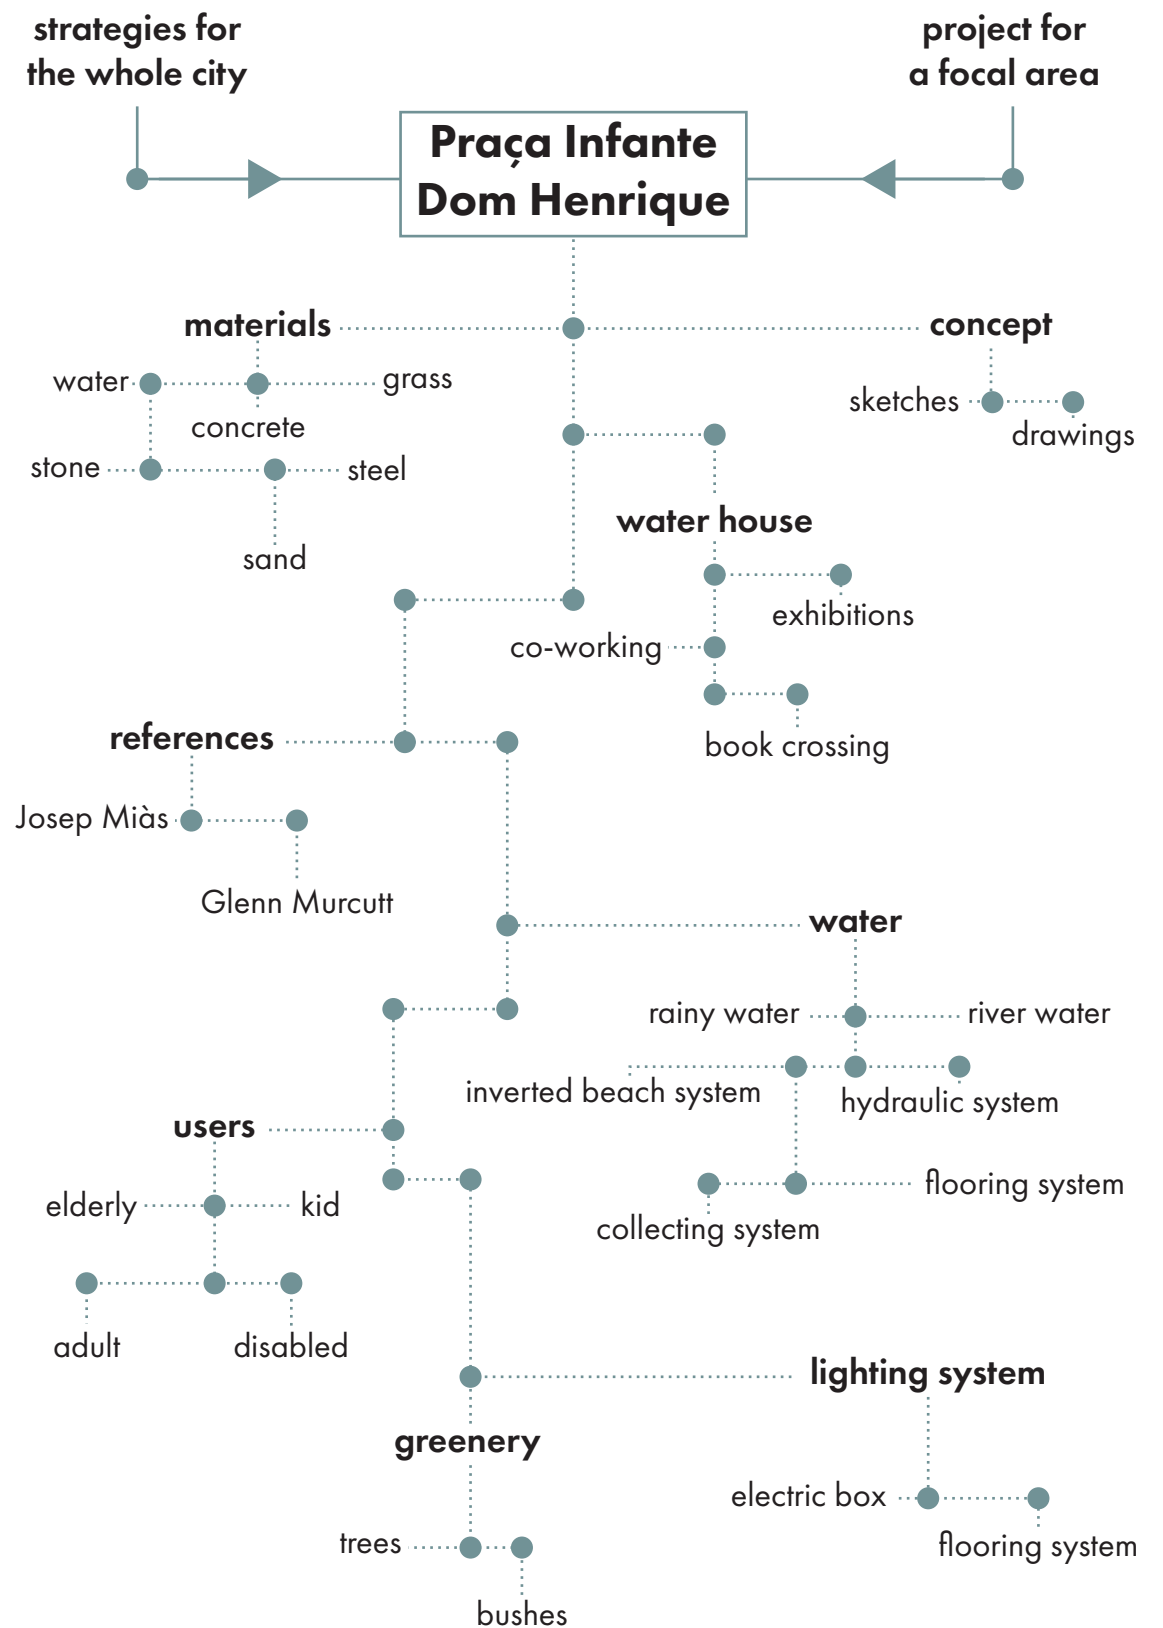 strategies for
the whole city
project for
a focal area
Praça Infante
Dom Henrique
materials
concept
water
grass
concrete
sketches
drawings
stone
steel
sand
water house
exhibitions
co-working
book crossing
references
Josep Miàs
Glenn Murcutt
water
rainy water
river water
inverted beach system
hydraulic system
users
elderly
kid
flooring system
collecting system
adult
disabled
lighting system
greenery
electric box
flooring system
trees
bushes